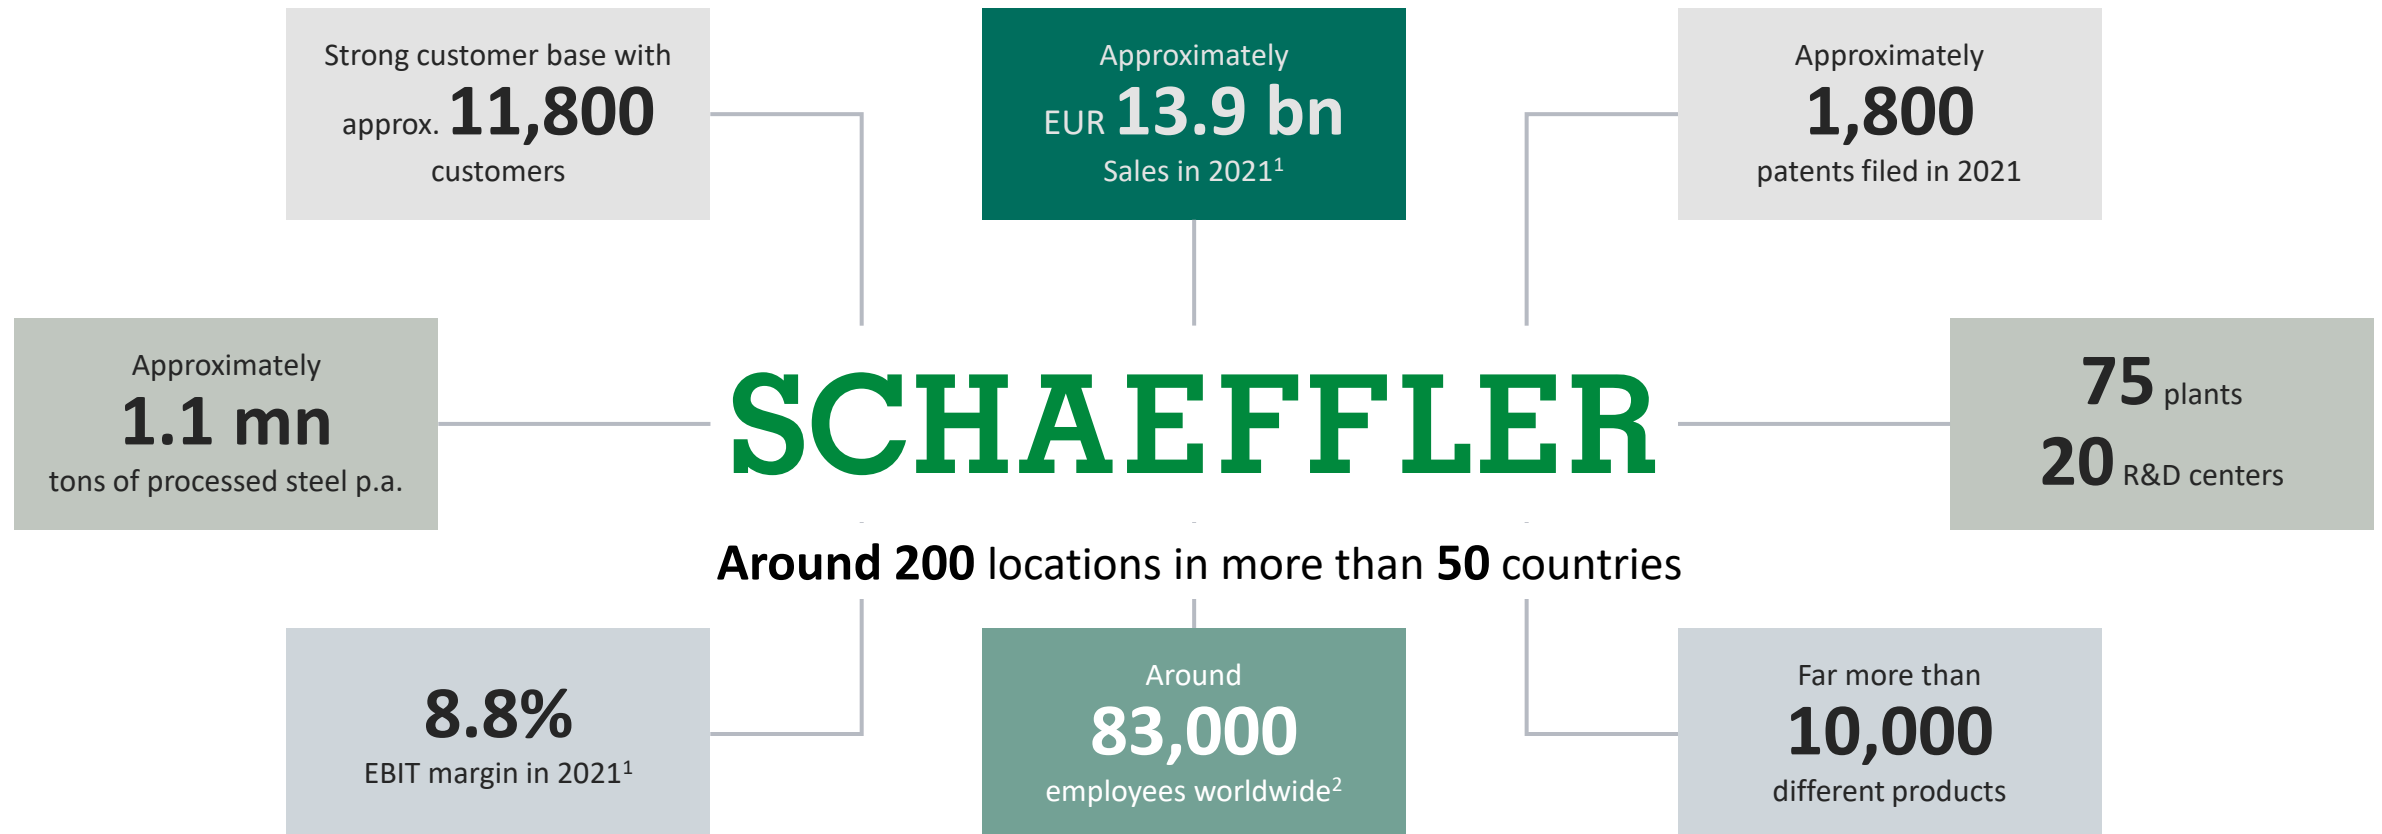 Strong customer base with
approx. 11,800
customers
Approximately
EUR 13.9 bn
Sales in 2021¹
Approximately
1,800
patents filed in 2021
Approximately
1.1 mn
tons of processed steel p.a.
SCHAEFFLER
75 plants
20 R&D centers
Around 200 locations in more than 50 countries
8.8%
EBIT margin in 2021¹
Around
83,000
employees worldwide²
Far more than
10,000
different products